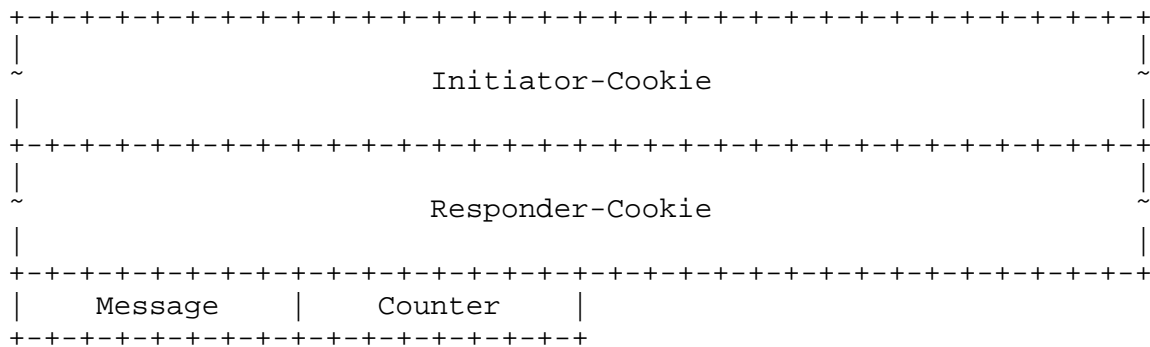 +-+-+-+-+-+-+-+-+-+-+-+-+-+-+-+-+-+-+-+-+-+-+-+-+-+-+-+-+-+-+-+-+
|                                                               |
~                        Initiator-Cookie                       ~
|                                                               |
+-+-+-+-+-+-+-+-+-+-+-+-+-+-+-+-+-+-+-+-+-+-+-+-+-+-+-+-+-+-+-+-+
|                                                               |
~                        Responder-Cookie                       ~
|                                                               |
+-+-+-+-+-+-+-+-+-+-+-+-+-+-+-+-+-+-+-+-+-+-+-+-+-+-+-+-+-+-+-+-+
|    Message    |    Counter    |
+-+-+-+-+-+-+-+-+-+-+-+-+-+-+-+-+